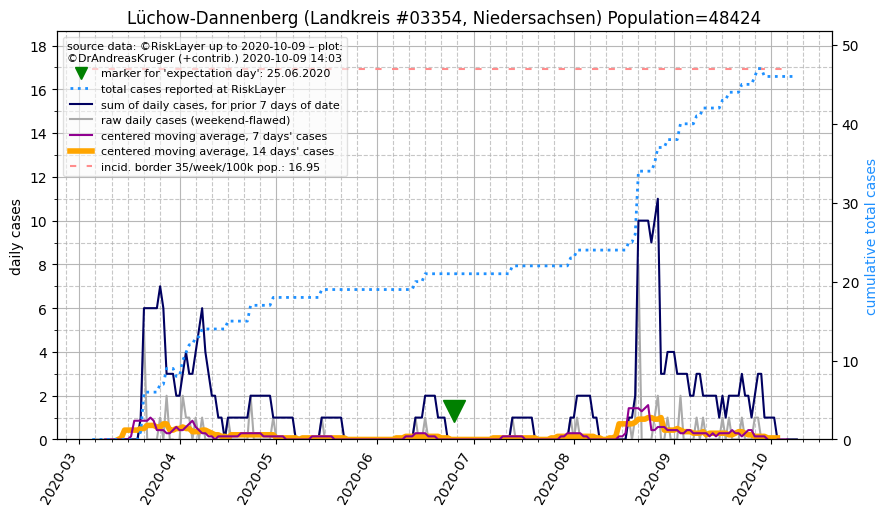 Lüchow-Dannenberg (Landkreis #03354, Niedersachsen) Population=48424
source data: ©RiskLayer up to 2020-10-09 – plot:
©DrAndreasKruger (+contrib.) 2020-10-09 14:03
marker for 'expectation day': 25.06.2020
total cases reported at RiskLayer
sum of daily cases, for prior 7 days of date
raw daily cases (weekend-flawed)
centered moving average, 7 days' cases
centered moving average, 14 days' cases
incid. border 35/week/100k pop.: 16.95
daily cases
18
16
14
12
10
8
6
4
2
0
cumulative total cases
50
40
30
20
10
0
2020-03
2020-04
2020-05
2020-06
2020-07
2020-08
2020-09
2020-10